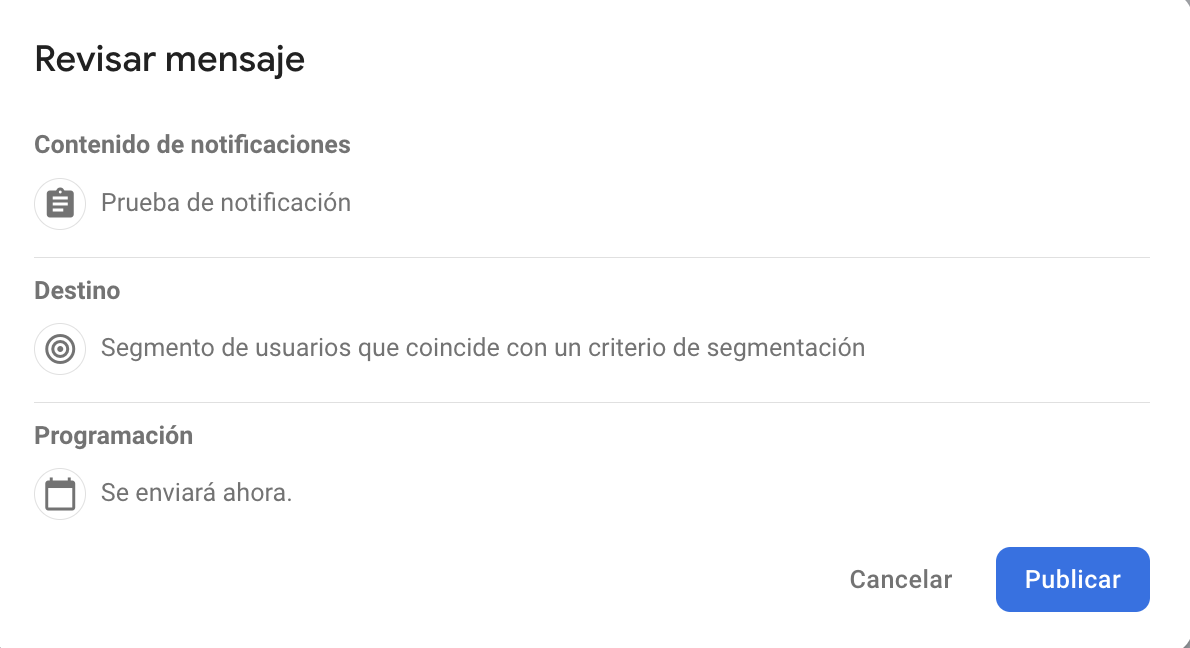 Revisar mensaje
Contenido de notificaciones
Prueba de notificación
Destino
Segmento de usuarios que coincide con un criterio de segmentación
Programación
Se enviará ahora.
Cancelar
Publicar